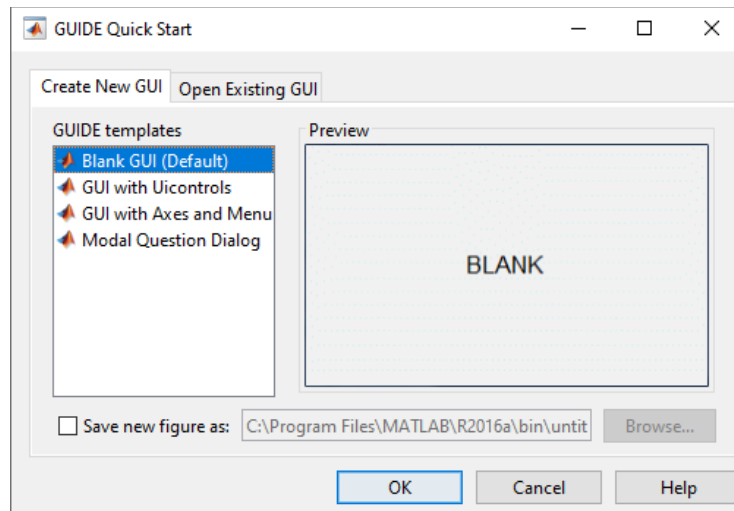 GUIDE Quick Start
Create New GUI
Open Existing GUI
GUIDE templates
Preview
Blank GUI (Default)
GUI with Uicontrols
GUI with Axes and Menu
Modal Question Dialog
BLANK
Save new figure as:
C:\Program Files\MATLAB\R2016a\bin\untit
Browse...
OK
Cancel
Help